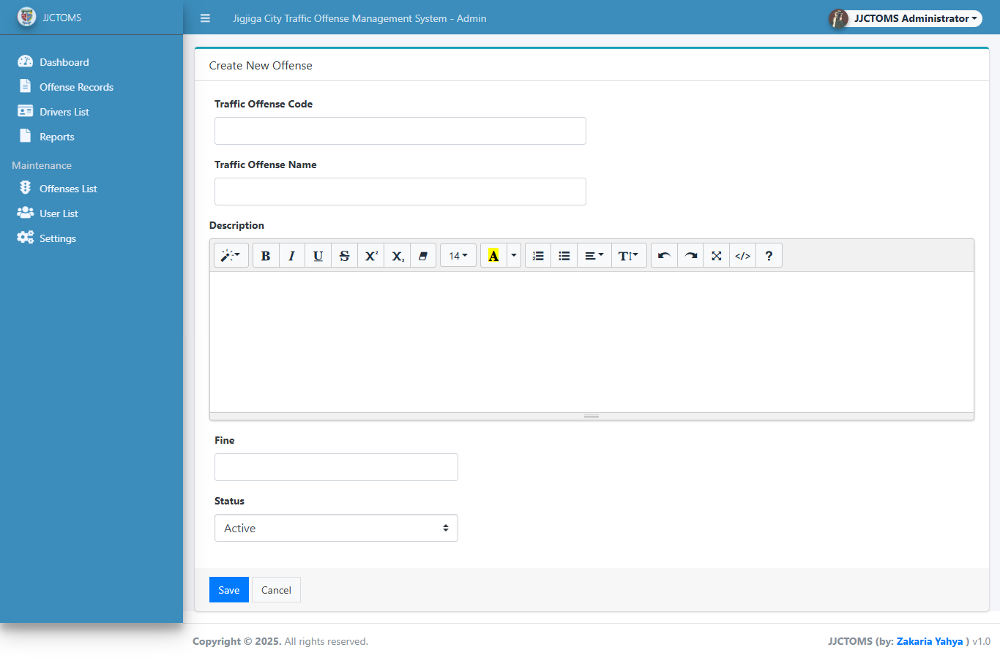 JJCTOMS
Jigjiga City Traffic Offense Management System - Admin
JJCTOMS Administrator
Dashboard
Offense Records
Drivers List
Reports
Maintenance
Offenses List
User List
Settings
Create New Offense
Traffic Offense Code
Traffic Offense Name
Description
B I U S X² X₂ 14 A T </> ?
Fine
Status
Active
Save Cancel
Copyright © 2025. All rights reserved.
JJCTOMS (by: Zakaria Yahya ) v1.0